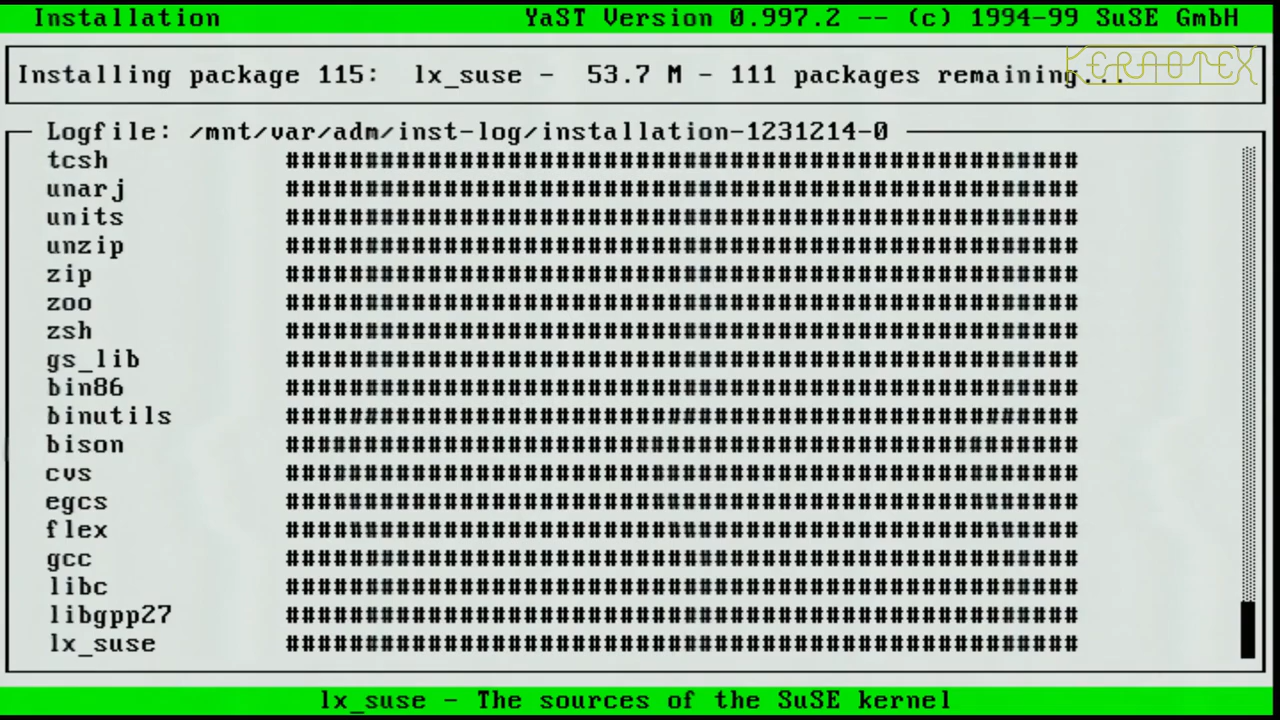 Installation YaST Version 0.997.2 -- (c) 1994-99 SuSE GmbH
KERNOTEX
Installing package 115: lx_suse - 53.7 M - 111 packages remaining...
Logfile: /mnt/var/adm/inst-log/installation-1231214-0
tcsh ##################################################
unarj ##################################################
units ##################################################
unzip ##################################################
zip ##################################################
zoo ##################################################
zsh ##################################################
gs_lib ##################################################
bin86 ##################################################
binutils ##################################################
bison ##################################################
cvs ##################################################
egcs ##################################################
flex ##################################################
gcc ##################################################
libc ##################################################
libgpp27 ##################################################
lx_suse ##################################################
lx_suse - The sources of the SuSE kernel